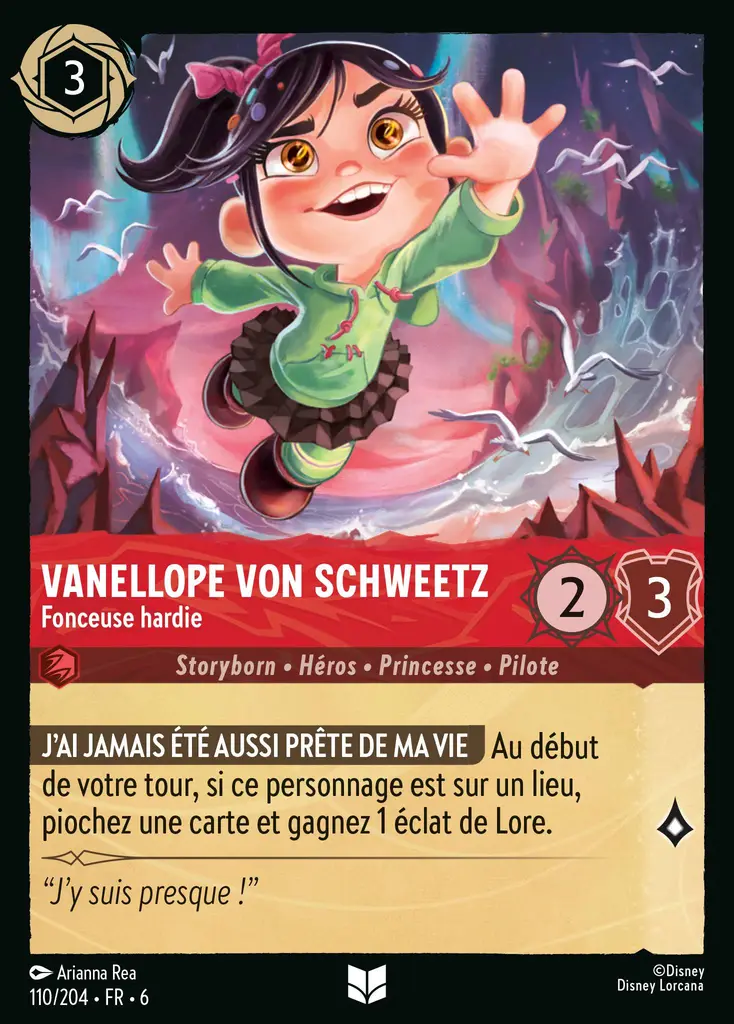 3
VANELLOPE VON SCHWEETZ
Fonceuse hardie
2
3
Storyborn • Héros • Princesse • Pilote
J'AI JAMAIS ÉTÉ AUSSI PRÊTE DE MA VIE Au début
de votre tour, si ce personnage est sur un lieu,
piochez une carte et gagnez 1 éclat de Lore.
“J'y suis presque !”
Arianna Rea
110/204 • FR • 6
©Disney
Disney Lorcana